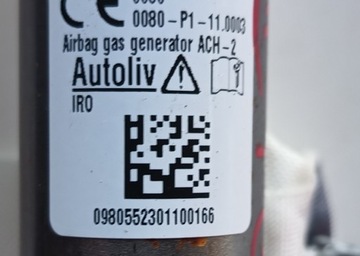 CE
0080-P1-11.0003
Airbag gas generator ACH-2
Autoliv
IRO
0980552301100166